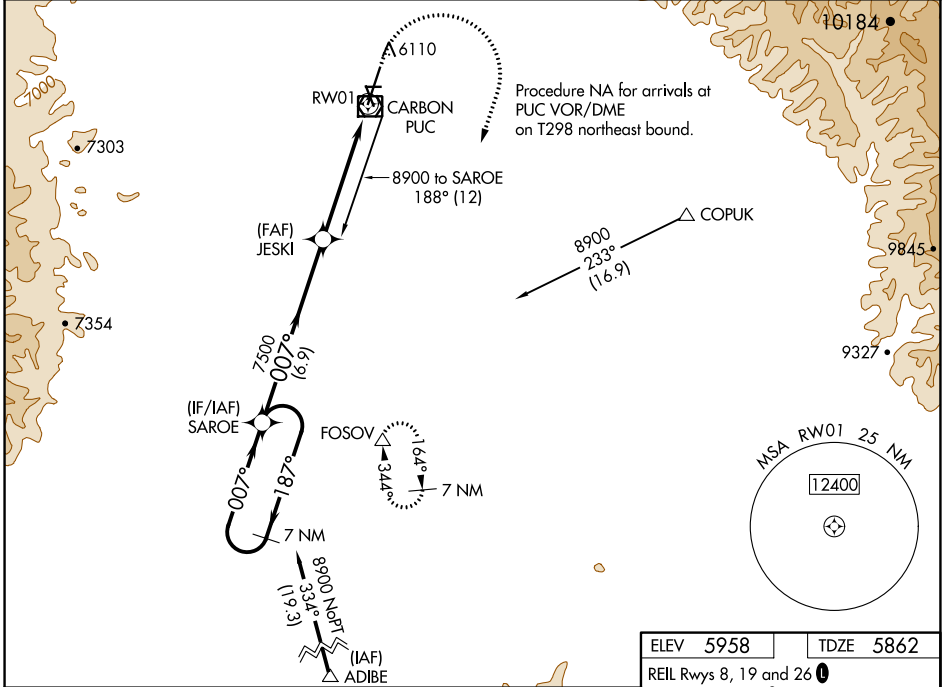 10184
6110
7000
RW01
CARBON
PUC
Procedure NA for arrivals at
PUC VOR/DME
on T298 northeast bound.
7303
8900 to SAROE
188° (12)
COPUK
(FAF)
JESKI
8900
233°
(16.9)
9845
7354
7500
007°
(6.9)
9327
(IF/IAF)
SAROE
FOSOV
164°
344°
7 NM
007°
187°
7 NM
MSA RW01 25 NM
12400
8900 NoPT
334°
(19.3)
(IAF)
ADIBE
ELEV 5958
TDZE 5862
REIL Rwys 8, 19 and 26 L